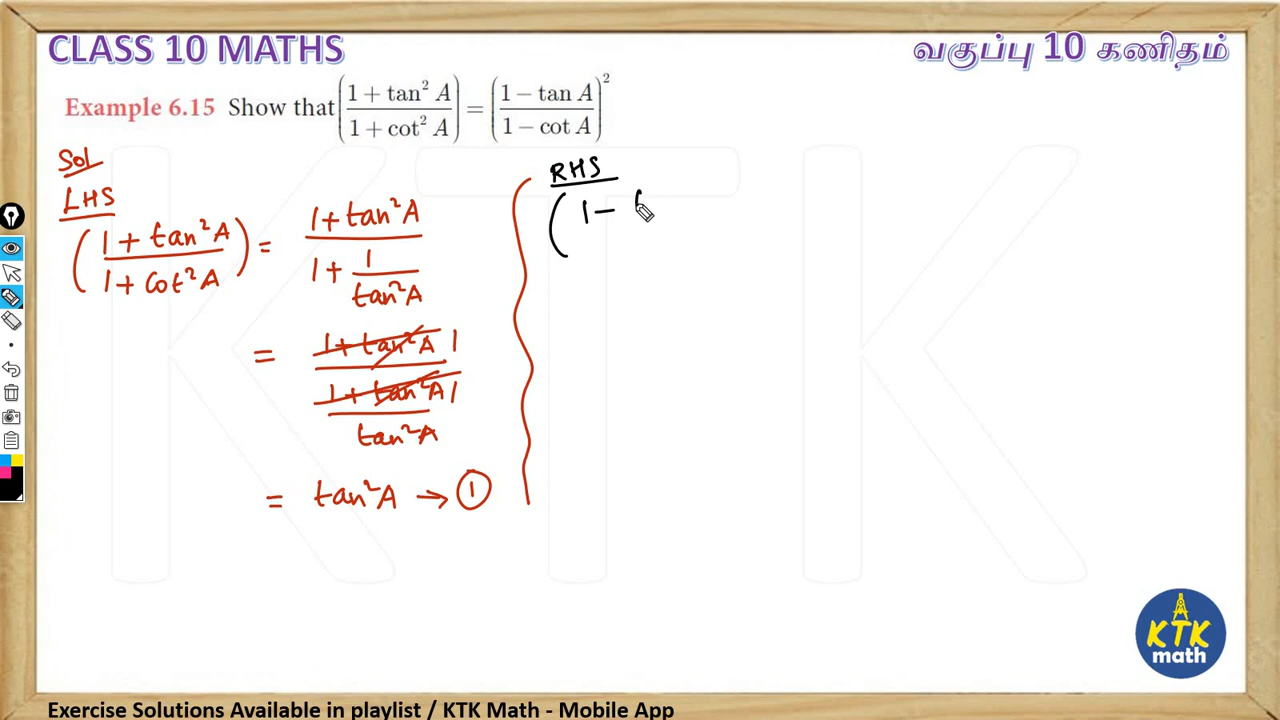 CLASS 10 MATHS
வகுப்பு 10 கணிதம்
Example 6.15 Show that ((1 + tan² A)/(1 + cot² A)) = ((1 − tan A)/(1 − cot A))²
Sol
LHS
((1 + tan²A)/(1 + cot²A)) = (1 + tan²A)/(1 + 1/tan²A)
= (1 + tan²A 1)/((1 + tan²A 1)/tan²A)
= tan²A → ①
RHS
( 1 −
KTK
math
Exercise Solutions Available in playlist / KTK Math - Mobile App